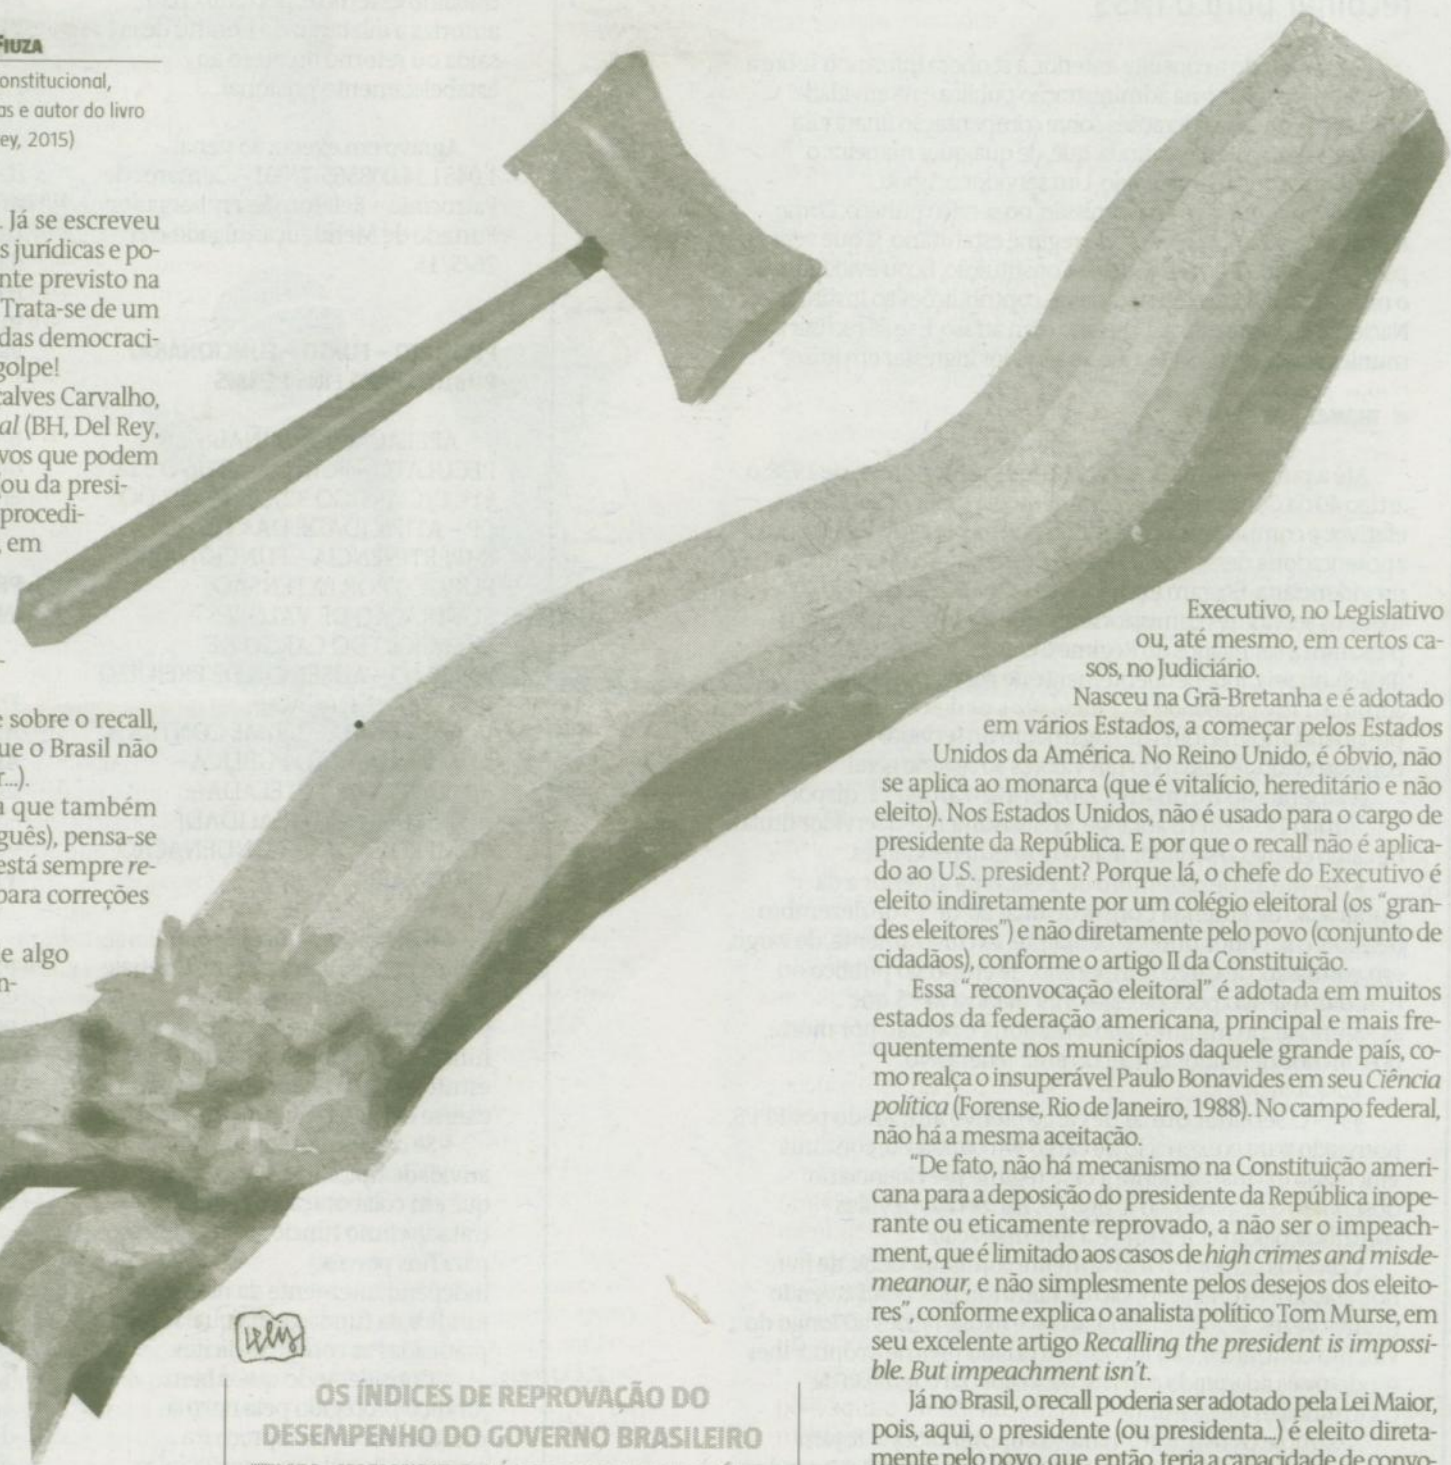 FIUZA
onstitucional,
as e autor do livro
ey, 2015)
. Já se escreveu
s jurídicas e po-
nte previsto na
Trata-se de um
das democraci-
golpe!
çalves Carvalho,
al (BH, Del Rey,
vos que podem
ou da presi-
procedi-
, em
-
e sobre o recall,
ue o Brasil não
r...).
a que também
guês), pensa-se
está sempre re-
para correções
e algo
n-
OS ÍNDICES DE REPROVAÇÃO DO
DESEMPENHO DO GOVERNO BRASILEIRO
Executivo, no Legislativo
ou, até mesmo, em certos ca-
sos, no Judiciário.
Nasceu na Grã-Bretanha e é adotado
em vários Estados, a começar pelos Estados
Unidos da América. No Reino Unido, é óbvio, não
se aplica ao monarca (que é vitalício, hereditário e não
eleito). Nos Estados Unidos, não é usado para o cargo de
presidente da República. E por que o recall não é aplica-
do ao U.S. president? Porque lá, o chefe do Executivo é
eleito indiretamente por um colégio eleitoral (os “gran-
des eleitores”) e não diretamente pelo povo (conjunto de
cidadãos), conforme o artigo II da Constituição.
Essa “reconvocação eleitoral” é adotada em muitos
estados da federação americana, principal e mais fre-
quentemente nos municípios daquele grande país, co-
mo realça o insuperável Paulo Bonavides em seu Ciência
política (Forense, Rio de Janeiro, 1988). No campo federal,
não há a mesma aceitação.
“De fato, não há mecanismo na Constituição ameri-
cana para a deposição do presidente da República inope-
rante ou eticamente reprovado, a não ser o impeach-
ment, que é limitado aos casos de high crimes and misde-
meanour, e não simplesmente pelos desejos dos eleito-
res”, conforme explica o analista político Tom Murse, em
seu excelente artigo Recalling the president is impossi-
ble. But impeachment isn't.
Já no Brasil, o recall poderia ser adotado pela Lei Maior,
pois, aqui, o presidente (ou presidenta...) é eleito direta-
mente pelo povo, que, então, teria a capacidade de convo-